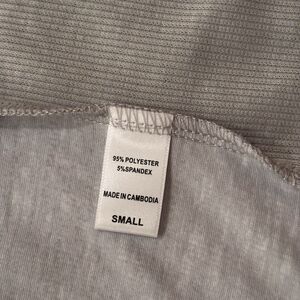 95% POLYESTER
5%SPANDEX
MADE IN CAMBODIA
SMALL